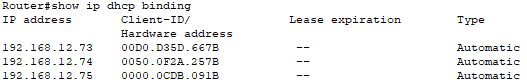 Router#show ip dhcp binding
IP address       Client-ID/              Lease expiration        Type
                 Hardware address
192.168.12.73    00D0.D35D.667B           --                     Automatic
192.168.12.74    0050.0F2A.257B           --                     Automatic
192.168.12.75    0000.0CDB.091B           --                     Automatic